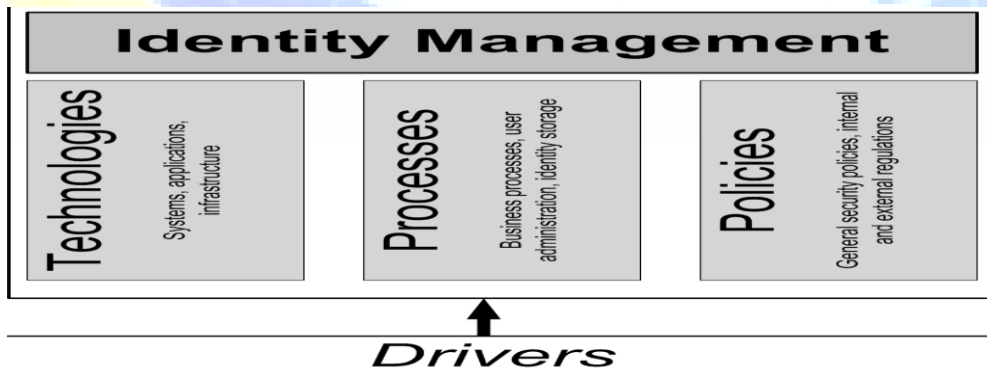 Identity Management
Technologies
Systems, applications,
infrastructure
Processes
Business processes, user
administration, identity storage
Policies
General security policies, internal
and external regulations
Drivers